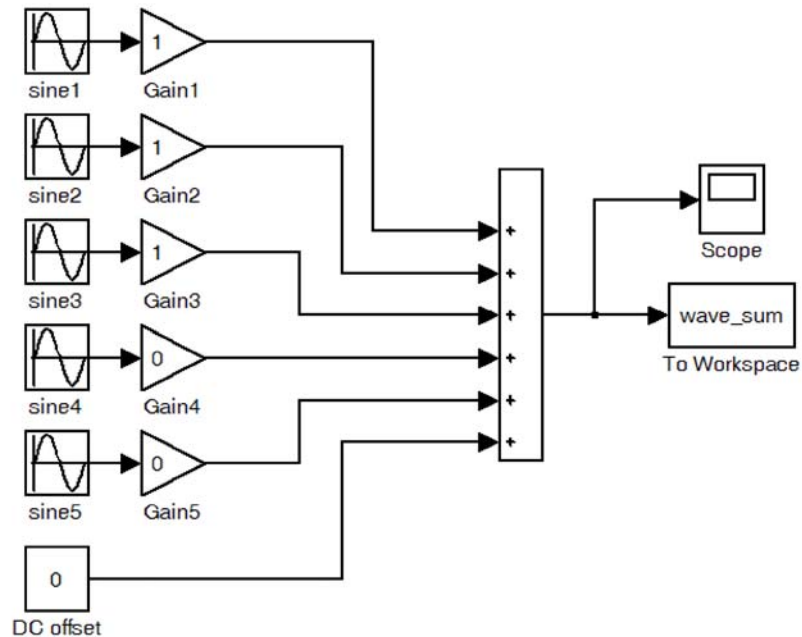 1
sine1
Gain1
1
sine2
Gain2
+
Scope
1
+
sine3
Gain3
+
wave_sum
0
+
To Workspace
sine4
Gain4
+
0
+
sine5
Gain5
0
DC offset